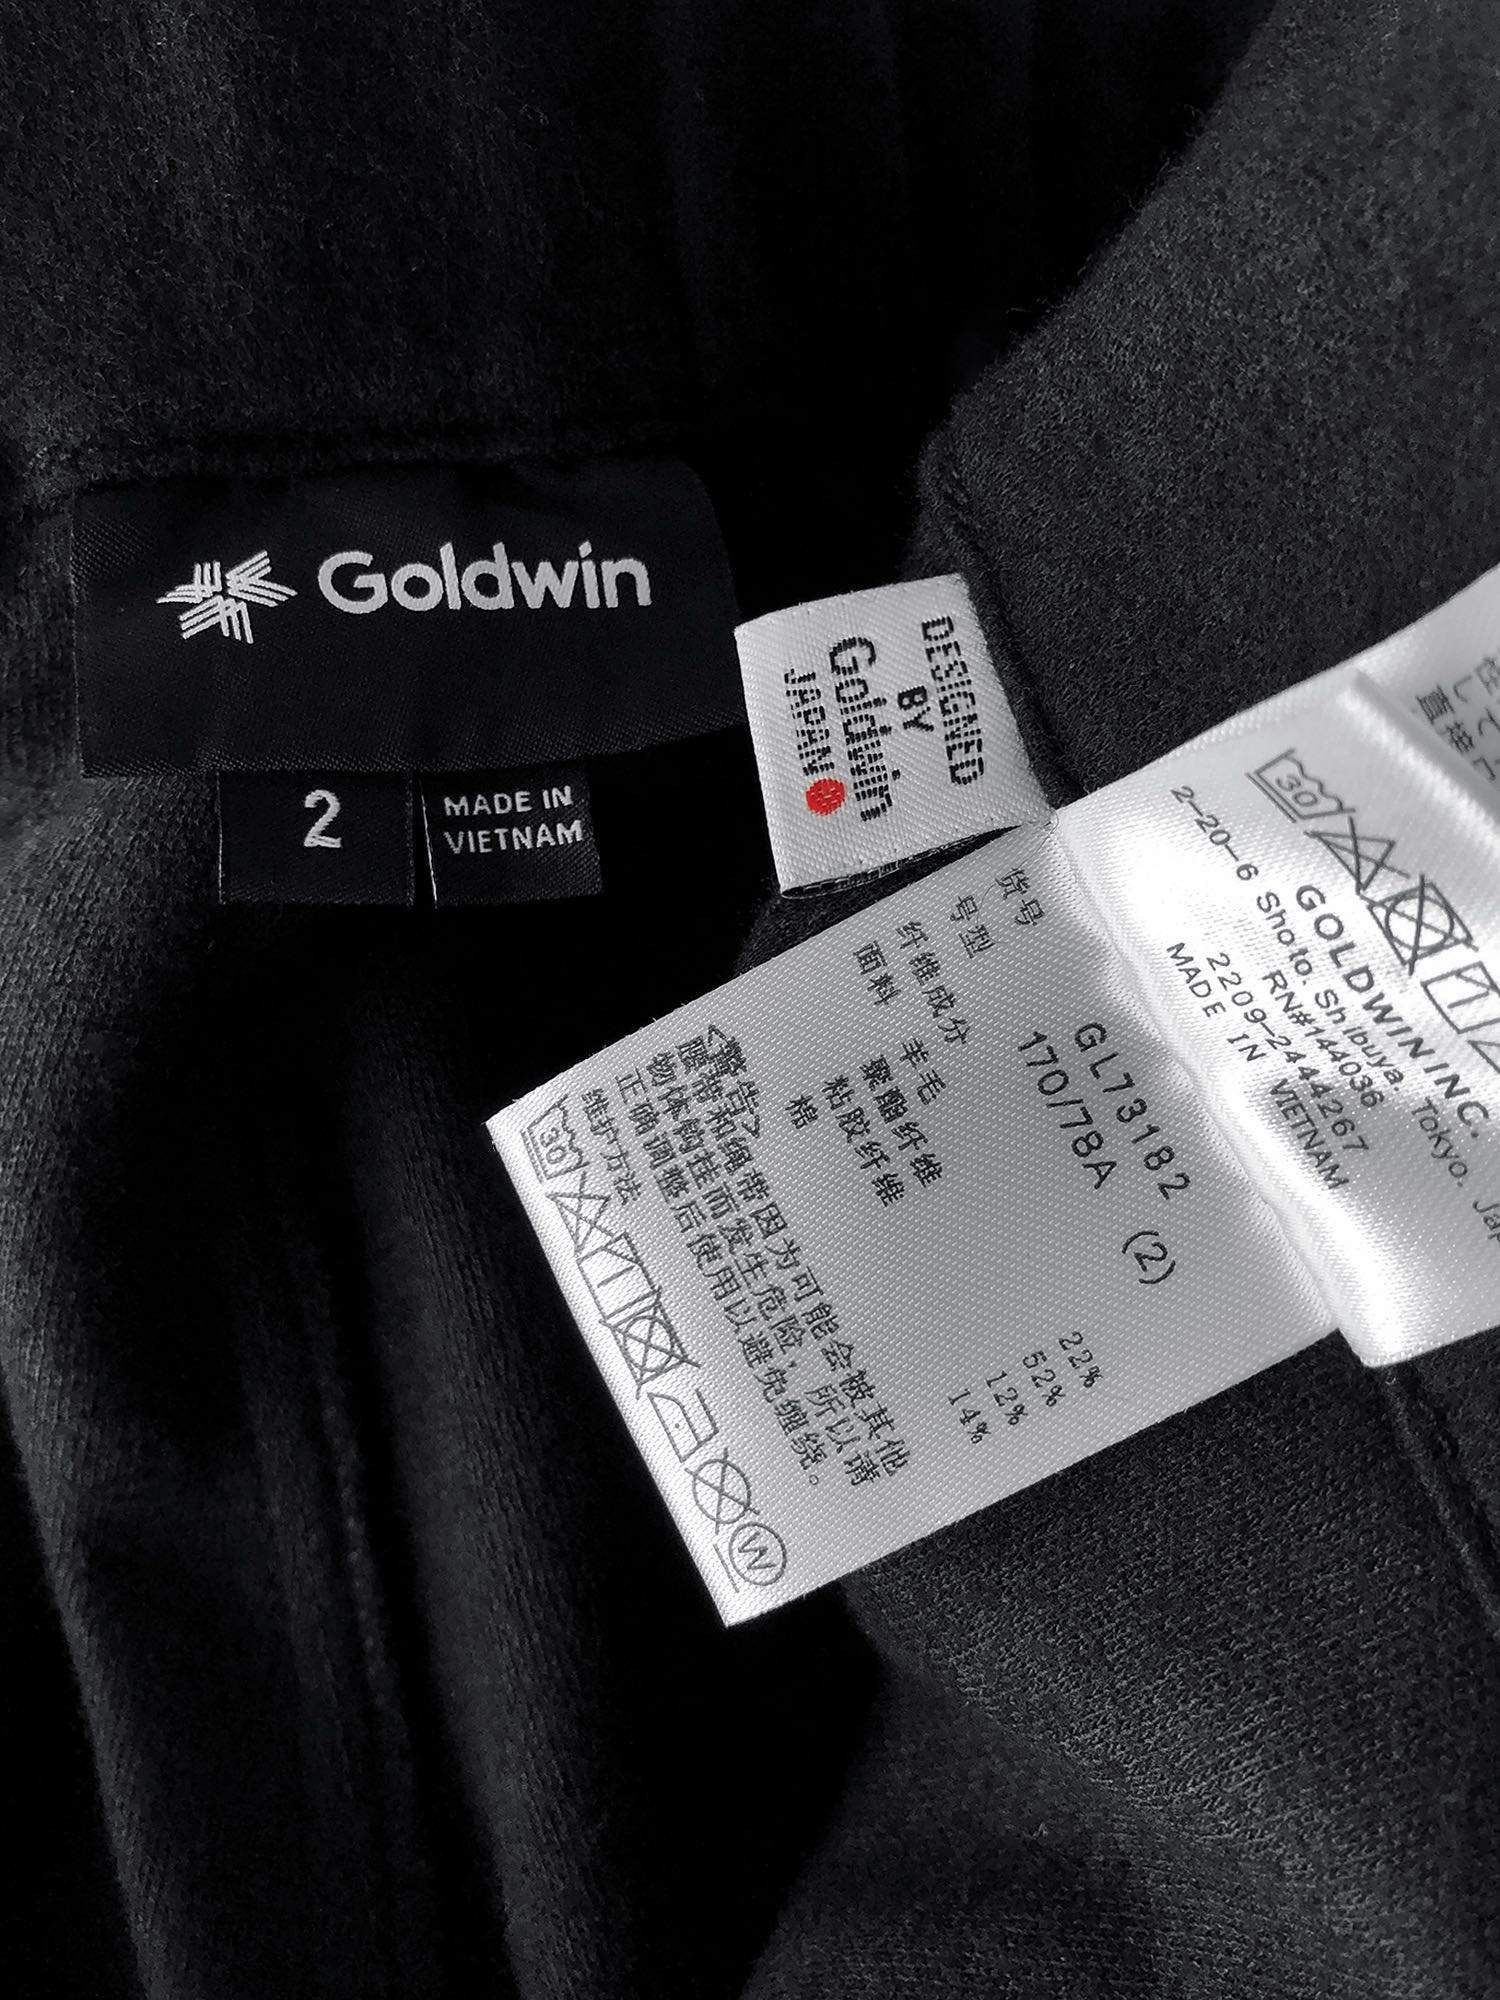 Goldwin
2
MADE IN
VIETNAM
DESIGNED
BY
Goldwin
JAPAN
货号 GL73182
号型 170/78A (2)
纤维成分
面料 羊毛 22%
聚酯纤维 52%
粘胶纤维 12%
棉 14%
<警告>
腰带和绳带因为可能会被其他
物体钩挂而发生危险,所以请
正确调整后使用以避免缠绕。
维护方法
30
W
30
GOLDWIN INC.
2-20-6 Shoto. Shibuya. Tokyo.
RN#144036
2209-2444267
MADE IN VIETNAM
直接